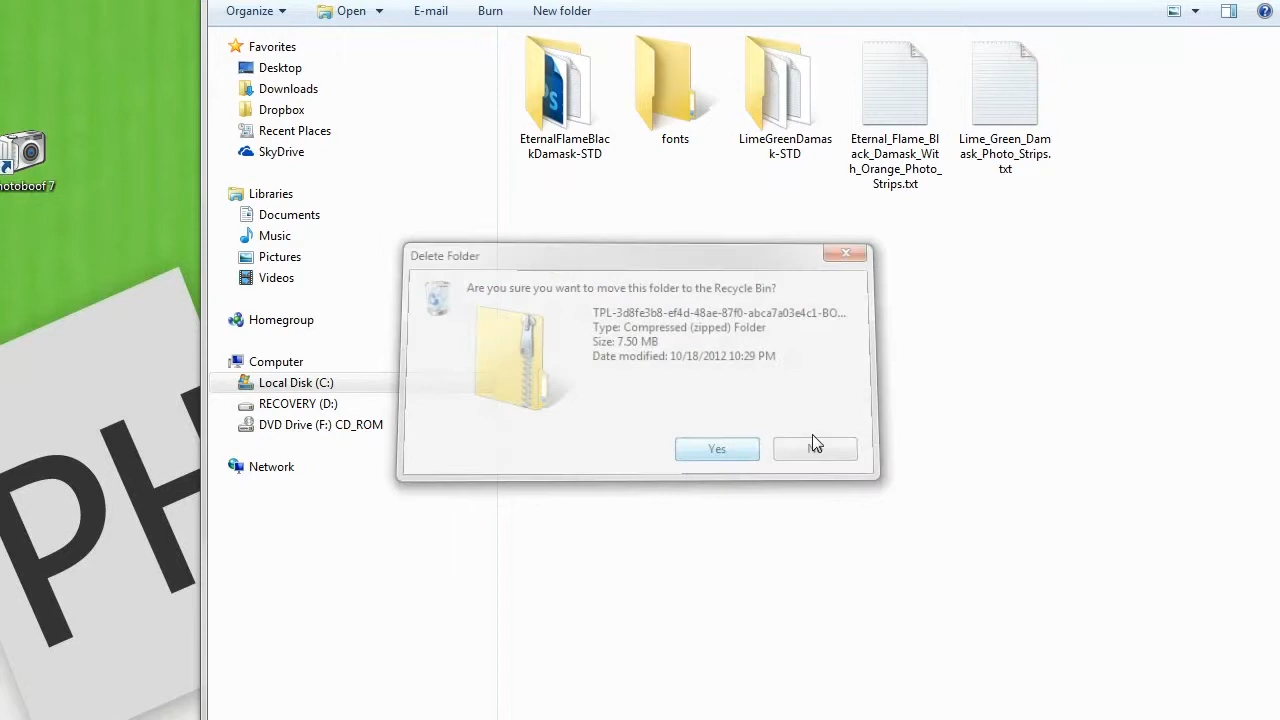 Organize
Open
E-mail
Burn
New folder
Favorites
Desktop
Downloads
Dropbox
Recent Places
SkyDrive
Libraries
Documents
Music
Pictures
Videos
Homegroup
Computer
Local Disk (C:)
RECOVERY (D:)
DVD Drive (F:) CD_ROM
Network
EternalFlameBlac
kDamask-STD
fonts
LimeGreenDamas
k-STD
Eternal_Flame_Bl
ack_Damask_Wit
h_Orange_Photo_
Strips.txt
Lime_Green_Dam
ask_Photo_Strips.
txt
Delete Folder
Are you sure you want to move this folder to the Recycle Bin?
TPL-3d8fe3b8-ef4d-48ae-87f0-abca7a03e4c1-BO...
Type: Compressed (zipped) Folder
Size: 7.50 MB
Date modified: 10/18/2012 10:29 PM
Yes
hotoboof 7
PH
Ps